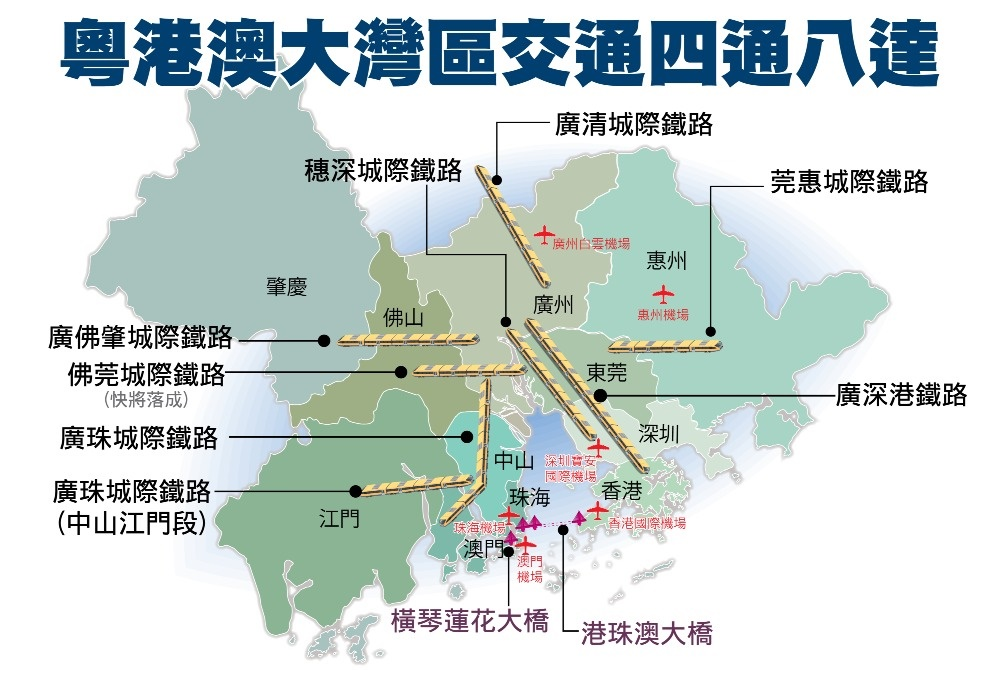 粵港澳大灣區交通四通八達
廣清城際鐵路
穗深城際鐵路
莞惠城際鐵路
廣州白雲機場
惠州
肇慶
惠州機場
廣州
佛山
廣佛肇城際鐵路
佛莞城際鐵路
(快將落成)
東莞
廣深港鐵路
廣珠城際鐵路
深圳
中山
深圳寶安
國際機場
廣珠城際鐵路
(中山江門段)
珠海
香港
江門
珠海機場
香港國際機場
澳門
澳門
機場
橫琴蓮花大橋
港珠澳大橋